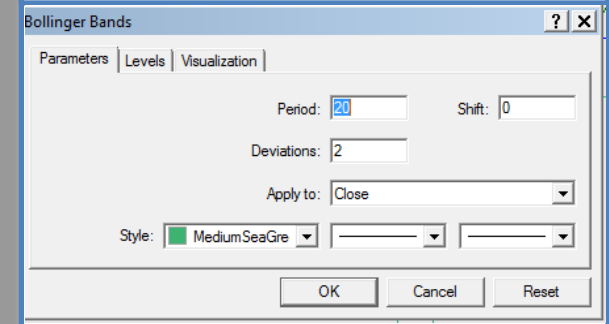 Bollinger Bands
Parameters Levels Visualization
Period: 20 Shift: 0
Deviations: 2
Apply to: Close
Style: MediumSeaGre
OK Cancel Reset